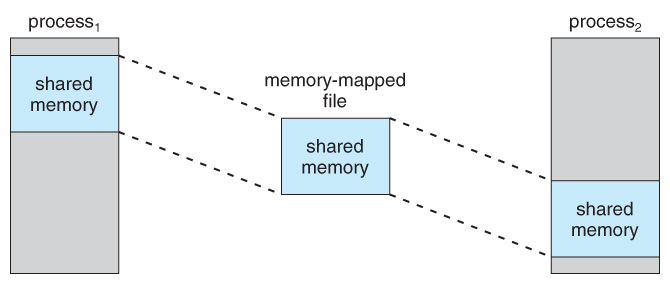 process₁
shared
memory
memory-mapped
file
shared
memory
process₂
shared
memory